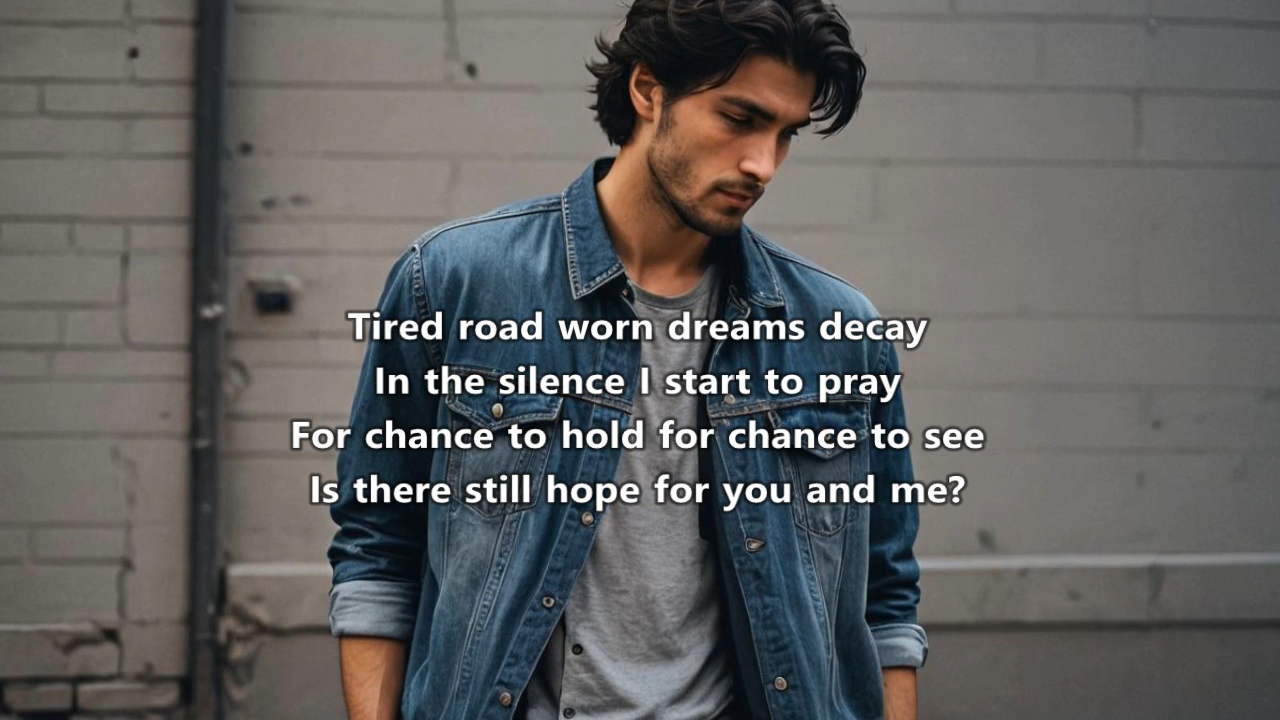 Tired road worn dreams decay
In the silence I start to pray
For chance to hold for chance to see
Is there still hope for you and me?